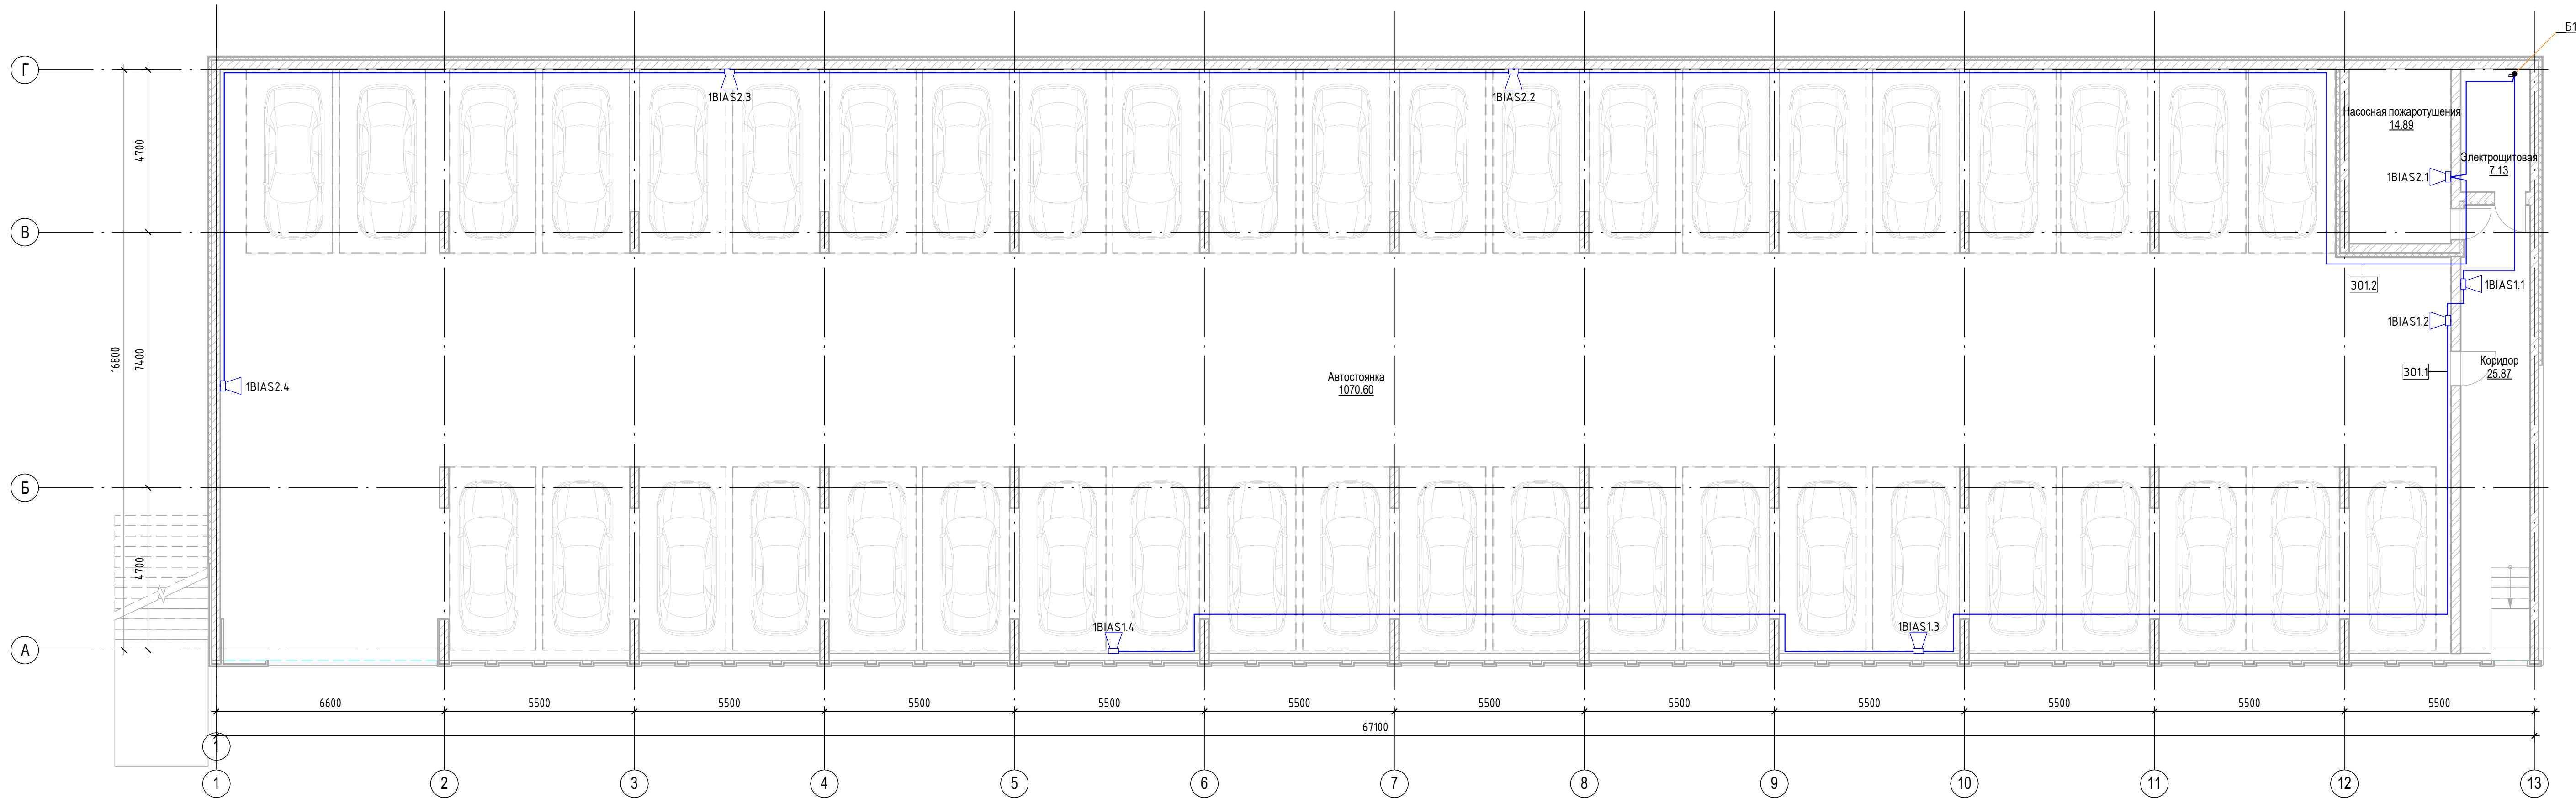 Б1
Г
1BIAS2.3
1BIAS2.2
Насосная пожаротушения
14.89
4700
Электрощитовая
7.13
1BIAS2.1
В
301.2
1BIAS1.1
1BIAS1.2
16800
7400
Коридор
25.87
301.1
Автостоянка
1070.60
1BIAS2.4
Б
4700
1BIAS1.4
1BIAS1.3
А
6600
5500
5500
5500
5500
5500
5500
5500
5500
5500
5500
5500
67100
1
1
2
3
4
5
6
7
8
9
10
11
12
13